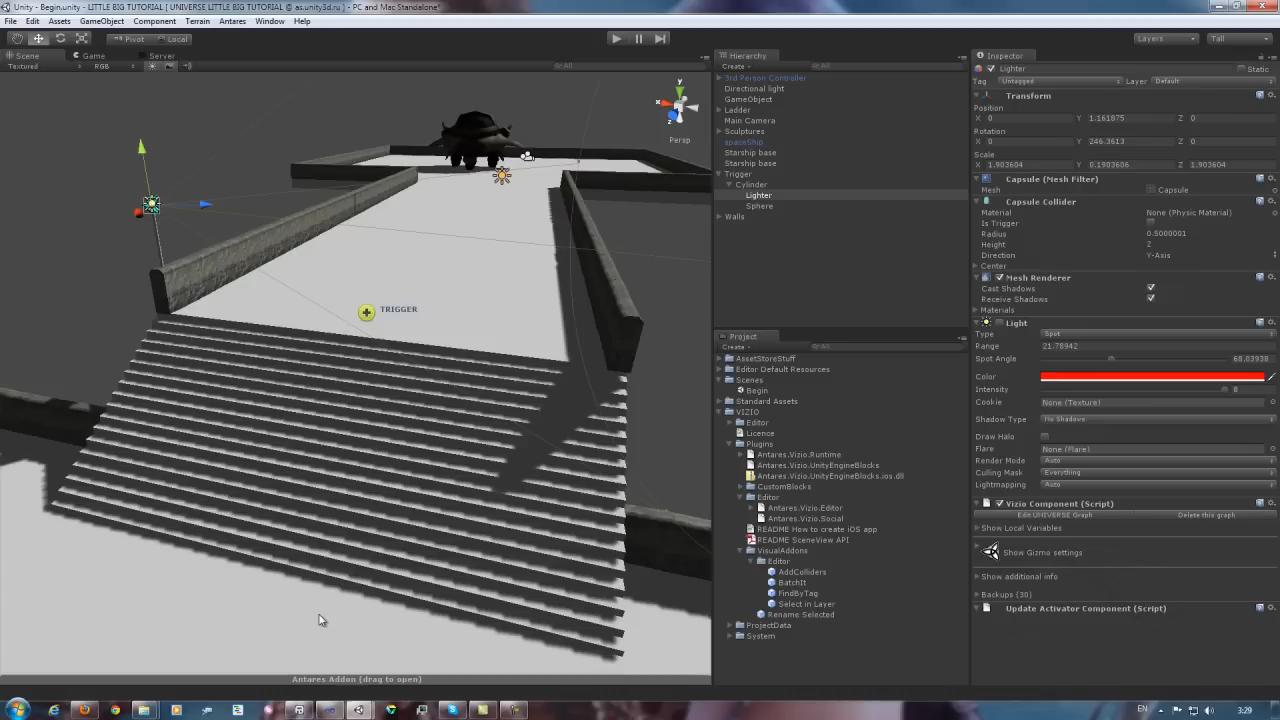 Unity - Begin.unity - LITTLE BIG TUTORIAL [ UNIVERSE LITTLE BIG TUTORIAL @ as.unity3d.ru ] - PC and Mac Standalone*
File Edit Assets GameObject Component Terrain Antares Window Help
Pivot Local
Layers Tall
Scene Game Server
Textured RGB All
Persp
TRIGGER
Antares Addon (drag to open)
Hierarchy
Create All
3rd Person Controller
Directional light
GameObject
Ladder
Main Camera
Sculptures
spaceShip
Starship base
Starship base
Trigger
Cylinder
Lighter
Sphere
Walls
Project
Create All
AssetStoreStuff
Editor Default Resources
Scenes
Begin
Standard Assets
VIZIO
Editor
Licence
Plugins
Antares.Vizio.Runtime
Antares.Vizio.UnityEngineBlocks
Antares.Vizio.UnityEngineBlocks.ios.dll
CustomBlocks
Editor
Antares.Vizio.Editor
Antares.Vizio.Social
README How to create iOS app
README SceneView API
VisualAddons
Editor
AddColliders
BatchIt
FindByTag
Select in Layer
Rename Selected
ProjectData
System
Inspector
Lighter Static
Tag Untagged Layer Default
Transform
Position
X 0 Y 1.161875 Z 0
Rotation
X 0 Y 246.3613 Z 0
Scale
X 1.903604 Y 0.1903606 Z 1.903604
Capsule (Mesh Filter)
Mesh Capsule
Capsule Collider
Material None (Physic Material)
Is Trigger
Radius 0.5000001
Height 2
Direction Y-Axis
Center
Mesh Renderer
Cast Shadows
Receive Shadows
Materials
Light
Type Spot
Range 21.78942
Spot Angle 68.03938
Color
Intensity 8
Cookie None (Texture)
Shadow Type No Shadows
Draw Halo
Flare None (Flare)
Render Mode Auto
Culling Mask Everything
Lightmapping Auto
Vizio Component (Script)
Edit UNIVERSE Graph Delete this graph
Show Local Variables
Show Gizmo settings
Show additional info
Backups (30)
Update Activator Component (Script)
EN 3:29